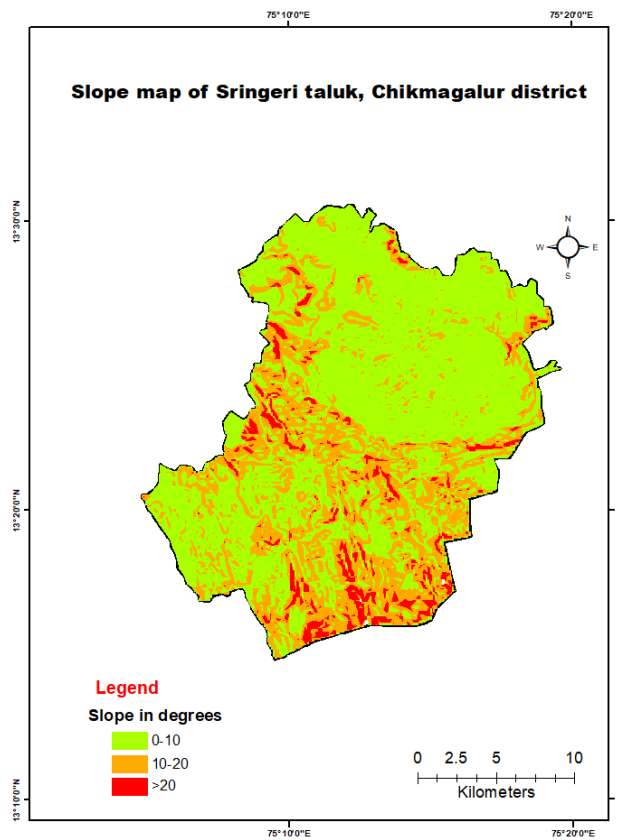 75°10'0"E
75°20'0"E
Slope map of Sringeri taluk, Chikmagalur district
13°30'0"N
N
W
E
S
13°20'0"N
Legend
Slope in degrees
0-10
10-20
>20
0 2.5 5 10
Kilometers
13°10'0"N
75°10'0"E
75°20'0"E